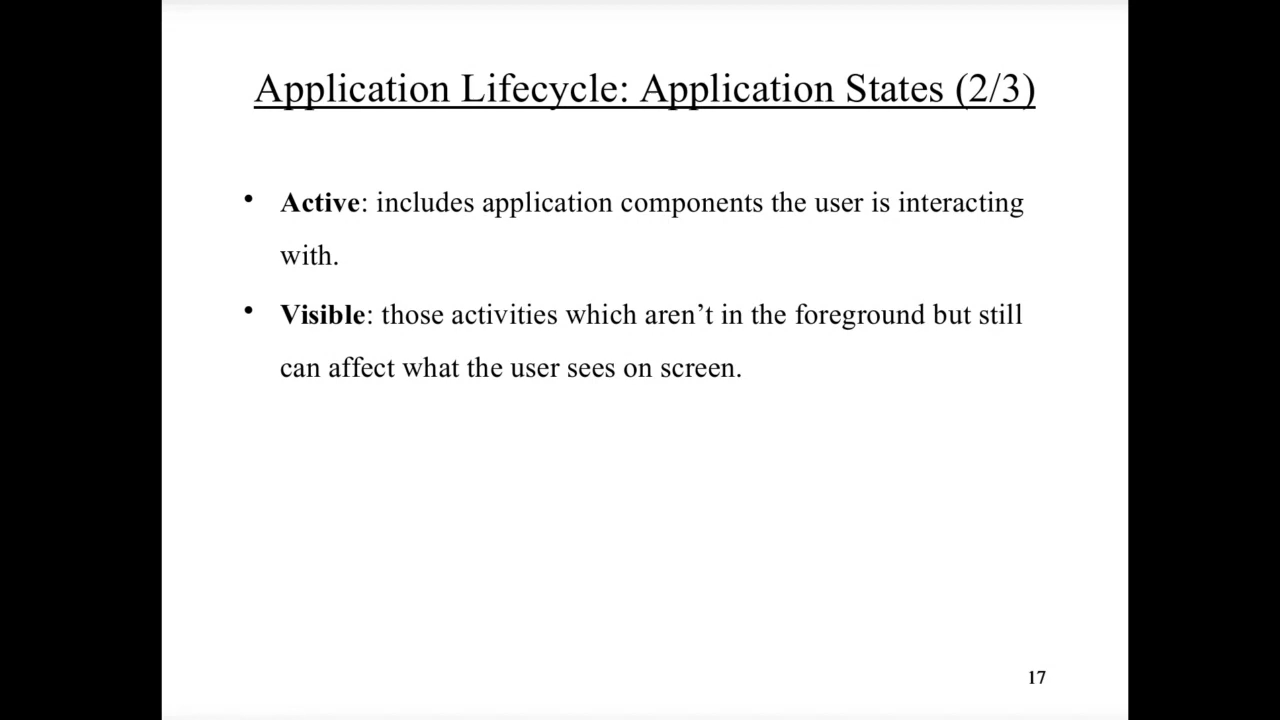 Application Lifecycle: Application States (2/3)
• Active: includes application components the user is interacting
with.
• Visible: those activities which aren’t in the foreground but still
can affect what the user sees on screen.
17